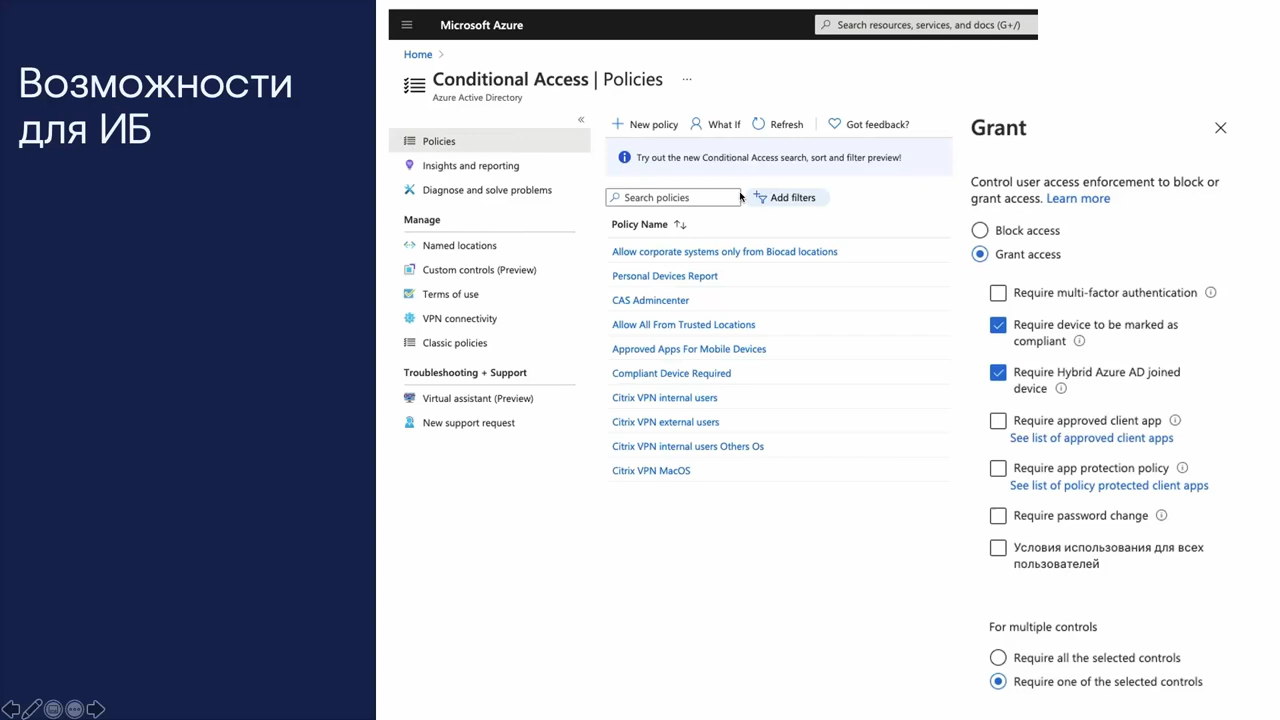 Возможности
для ИБ
Microsoft Azure
Search resources, services, and docs (G+/)
Home
Conditional Access | Policies ...
Azure Active Directory
Policies
Insights and reporting
Diagnose and solve problems
Manage
Named locations
Custom controls (Preview)
Terms of use
VPN connectivity
Classic policies
Troubleshooting + Support
Virtual assistant (Preview)
New support request
New policy
What If
Refresh
Got feedback?
Try out the new Conditional Access search, sort and filter preview!
Search policies
Add filters
Policy Name
Allow corporate systems only from Biocad locations
Personal Devices Report
CAS Admincenter
Allow All From Trusted Locations
Approved Apps For Mobile Devices
Compliant Device Required
Citrix VPN internal users
Citrix VPN external users
Citrix VPN internal users Others Os
Citrix VPN MacOS
Grant
Control user access enforcement to block or
grant access. Learn more
Block access
Grant access
Require multi-factor authentication
Require device to be marked as
compliant
Require Hybrid Azure AD joined
device
Require approved client app
See list of approved client apps
Require app protection policy
See list of policy protected client apps
Require password change
Условия использования для всех
пользователей
For multiple controls
Require all the selected controls
Require one of the selected controls